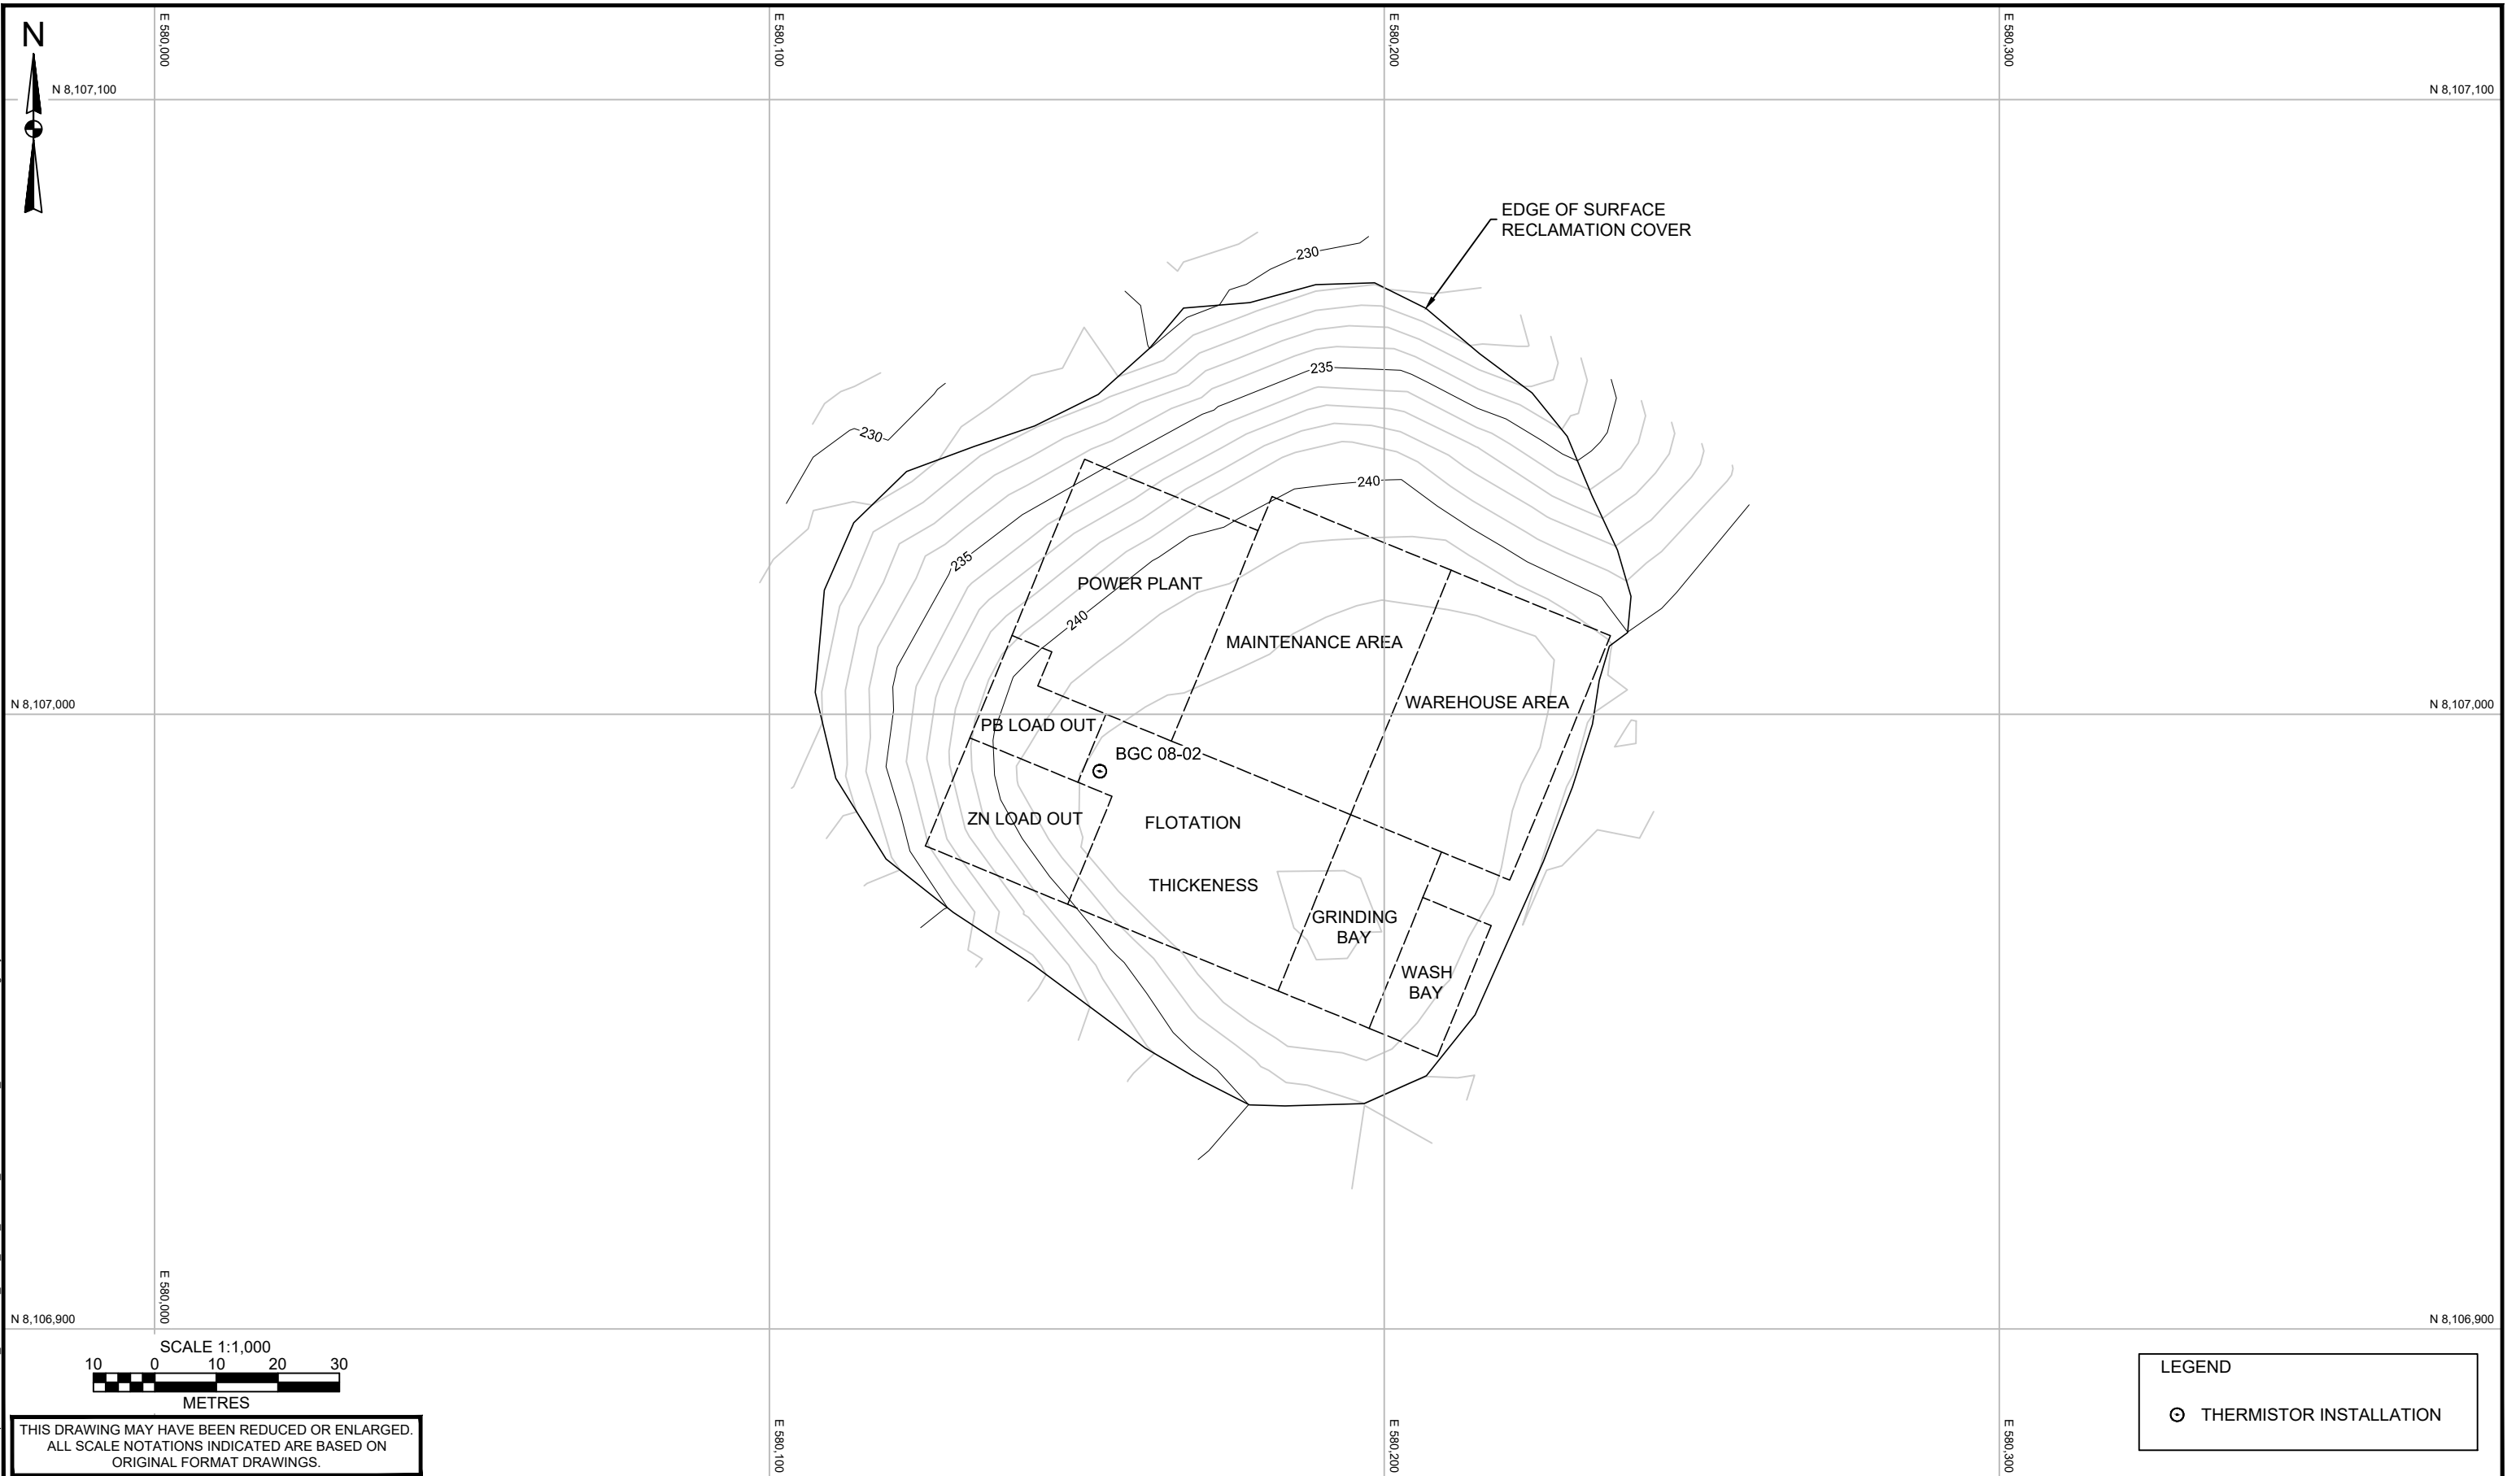 E 580,000
E 580,100
E 580,200
E 580,300
N
N 8,107,100
N 8,107,100
EDGE OF SURFACE
RECLAMATION COVER
230
235
230
240
235
POWER PLANT
240
MAINTENANCE AREA
WAREHOUSE AREA
N 8,107,000
N 8,107,000
PB LOAD OUT
BGC 08-02
ZN LOAD OUT
FLOTATION
THICKENESS
GRINDING
BAY
WASH
BAY
E 580,000
N 8,106,900
N 8,106,900
SCALE 1:1,000
10 0 10 20 30
METRES
THIS DRAWING MAY HAVE BEEN REDUCED OR ENLARGED.
ALL SCALE NOTATIONS INDICATED ARE BASED ON
ORIGINAL FORMAT DRAWINGS.
E 580,100
E 580,200
E 580,300
LEGEND
THERMISTOR INSTALLATION